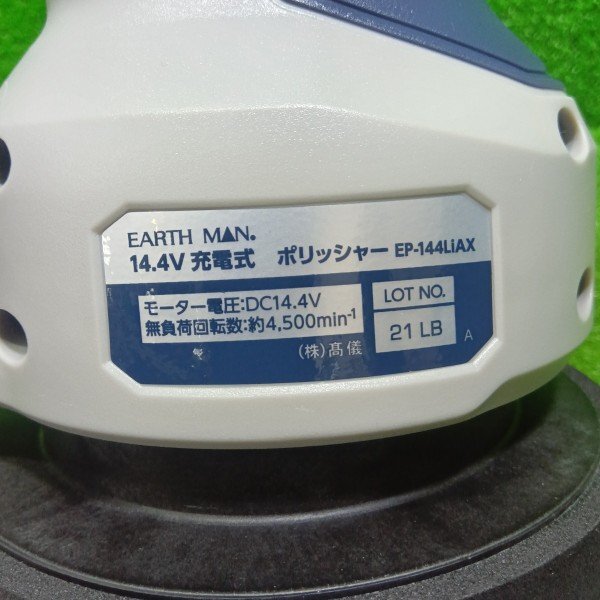 EARTH MAN.
14.4V 充電式 ポリッシャー EP-144LiAX
モーター電圧:DC14.4V
無負荷回転数:約4,500min-1
LOT NO.
21 LB
A
(株)髙儀